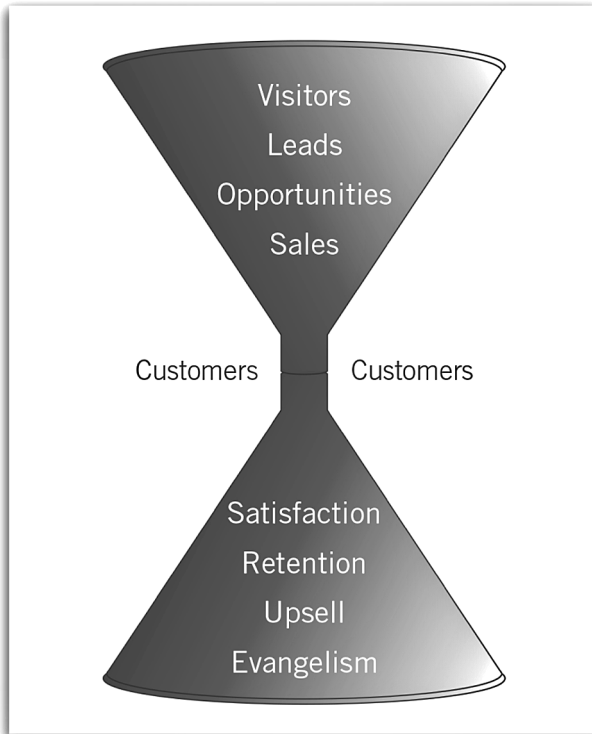 Visitors
Leads
Opportunities
Sales
Customers Customers
Satisfaction
Retention
Upsell
Evangelism